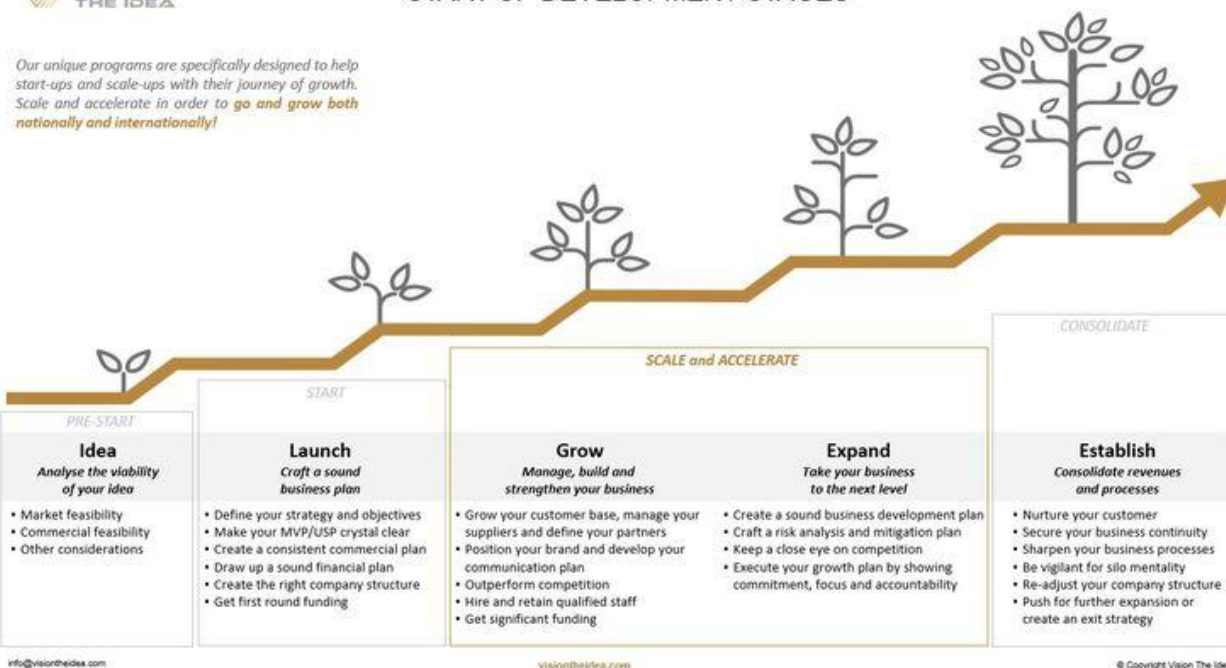 THE IDEA
START UP DEVELOPMENT STAGES
Our unique programs are specifically designed to help
start-ups and scale-ups with their journey of growth.
Scale and accelerate in order to go and grow both
nationally and internationally!
PRE-START
Idea
Analyse the viability
of your idea
• Market feasibility
• Commercial feasibility
• Other considerations
START
Launch
Craft a sound
business plan
• Define your strategy and objectives
• Make your MVP/USP crystal clear
• Create a consistent commercial plan
• Draw up a sound financial plan
• Create the right company structure
• Get first round funding
SCALE and ACCELERATE
Grow
Manage, build and
strengthen your business
• Grow your customer base, manage your
suppliers and define your partners
• Position your brand and develop your
communication plan
• Outperform competition
• Hire and retain qualified staff
• Get significant funding
Expand
Take your business
to the next level
• Create a sound business development plan
• Craft a risk analysis and mitigation plan
• Keep a close eye on competition
• Execute your growth plan by showing
commitment, focus and accountability
CONSOLIDATE
Establish
Consolidate revenues
and processes
• Nurture your customer
• Secure your business continuity
• Sharpen your business processes
• Be vigilant for silo mentality
• Re-adjust your company structure
• Push for further expansion or
create an exit strategy
info@visiontheidea.com
visiontheidea.com
© Copyright Vision The Ide